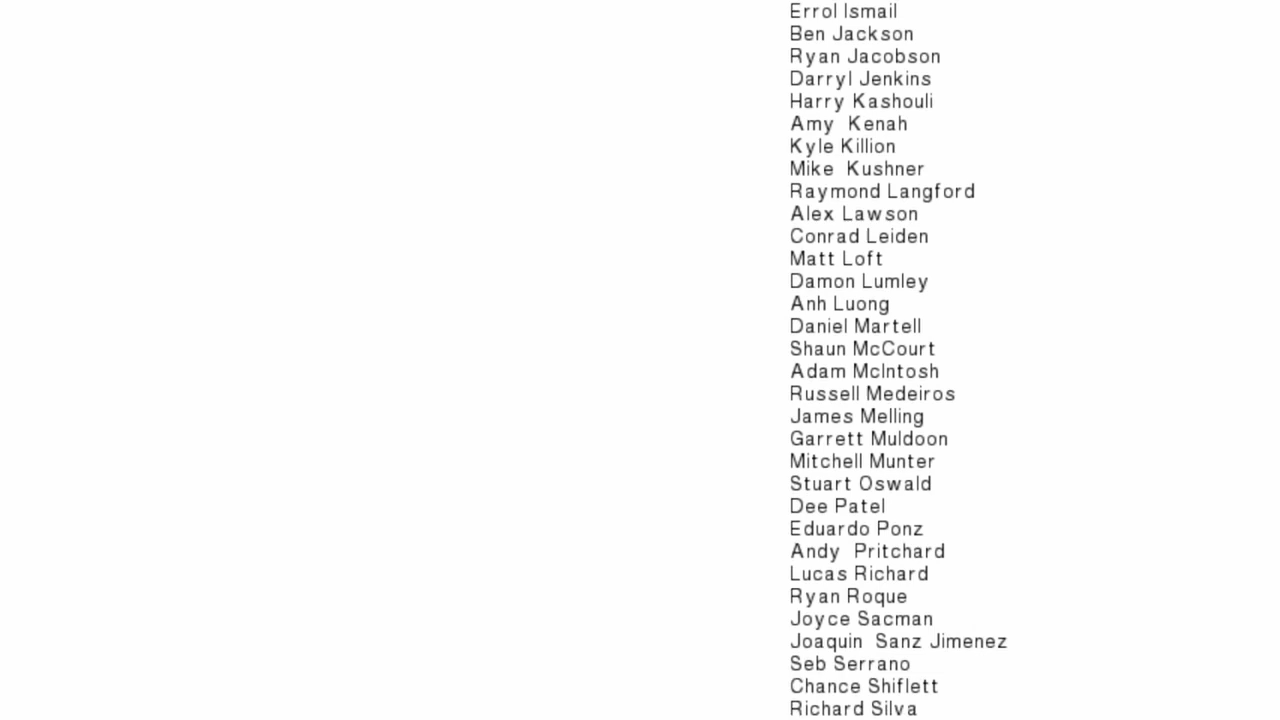 Errol Ismail
Ben Jackson
Ryan Jacobson
Darryl Jenkins
Harry Kashouli
Amy Kenah
Kyle Killion
Mike Kushner
Raymond Langford
Alex Lawson
Conrad Leiden
Matt Loft
Damon Lumley
Anh Luong
Daniel Martell
Shaun McCourt
Adam McIntosh
Russell Medeiros
James Melling
Garrett Muldoon
Mitchell Munter
Stuart Oswald
Dee Patel
Eduardo Ponz
Andy Pritchard
Lucas Richard
Ryan Roque
Joyce Sacman
Joaquin Sanz Jimenez
Seb Serrano
Chance Shiflett
Richard Silva